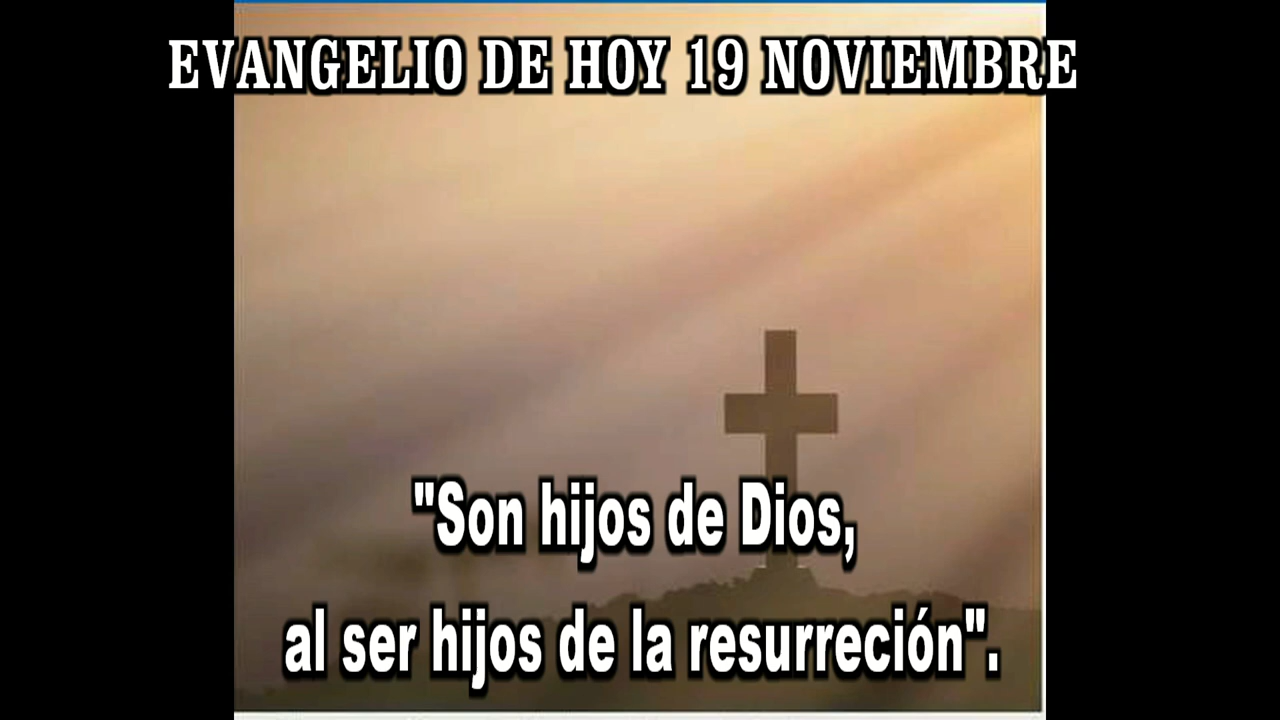 EVANGELIO DE HOY 19 NOVIEMBRE
"Son hijos de Dios,
al ser hijos de la resurreción".